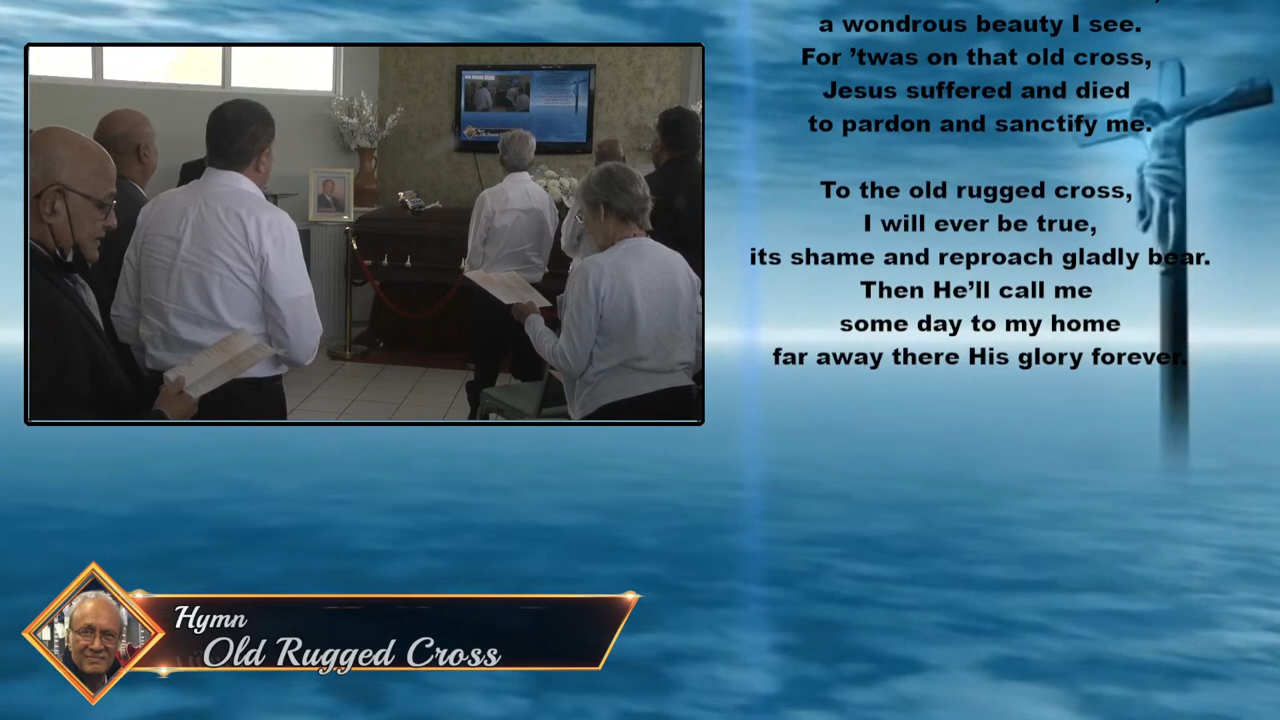 a wondrous beauty I see.
For ’twas on that old cross,
Jesus suffered and died
to pardon and sanctify me.
To the old rugged cross,
I will ever be true,
its shame and reproach gladly bear.
Then He’ll call me
some day to my home
far away there His glory forever.
Hymn
Old Rugged Cross